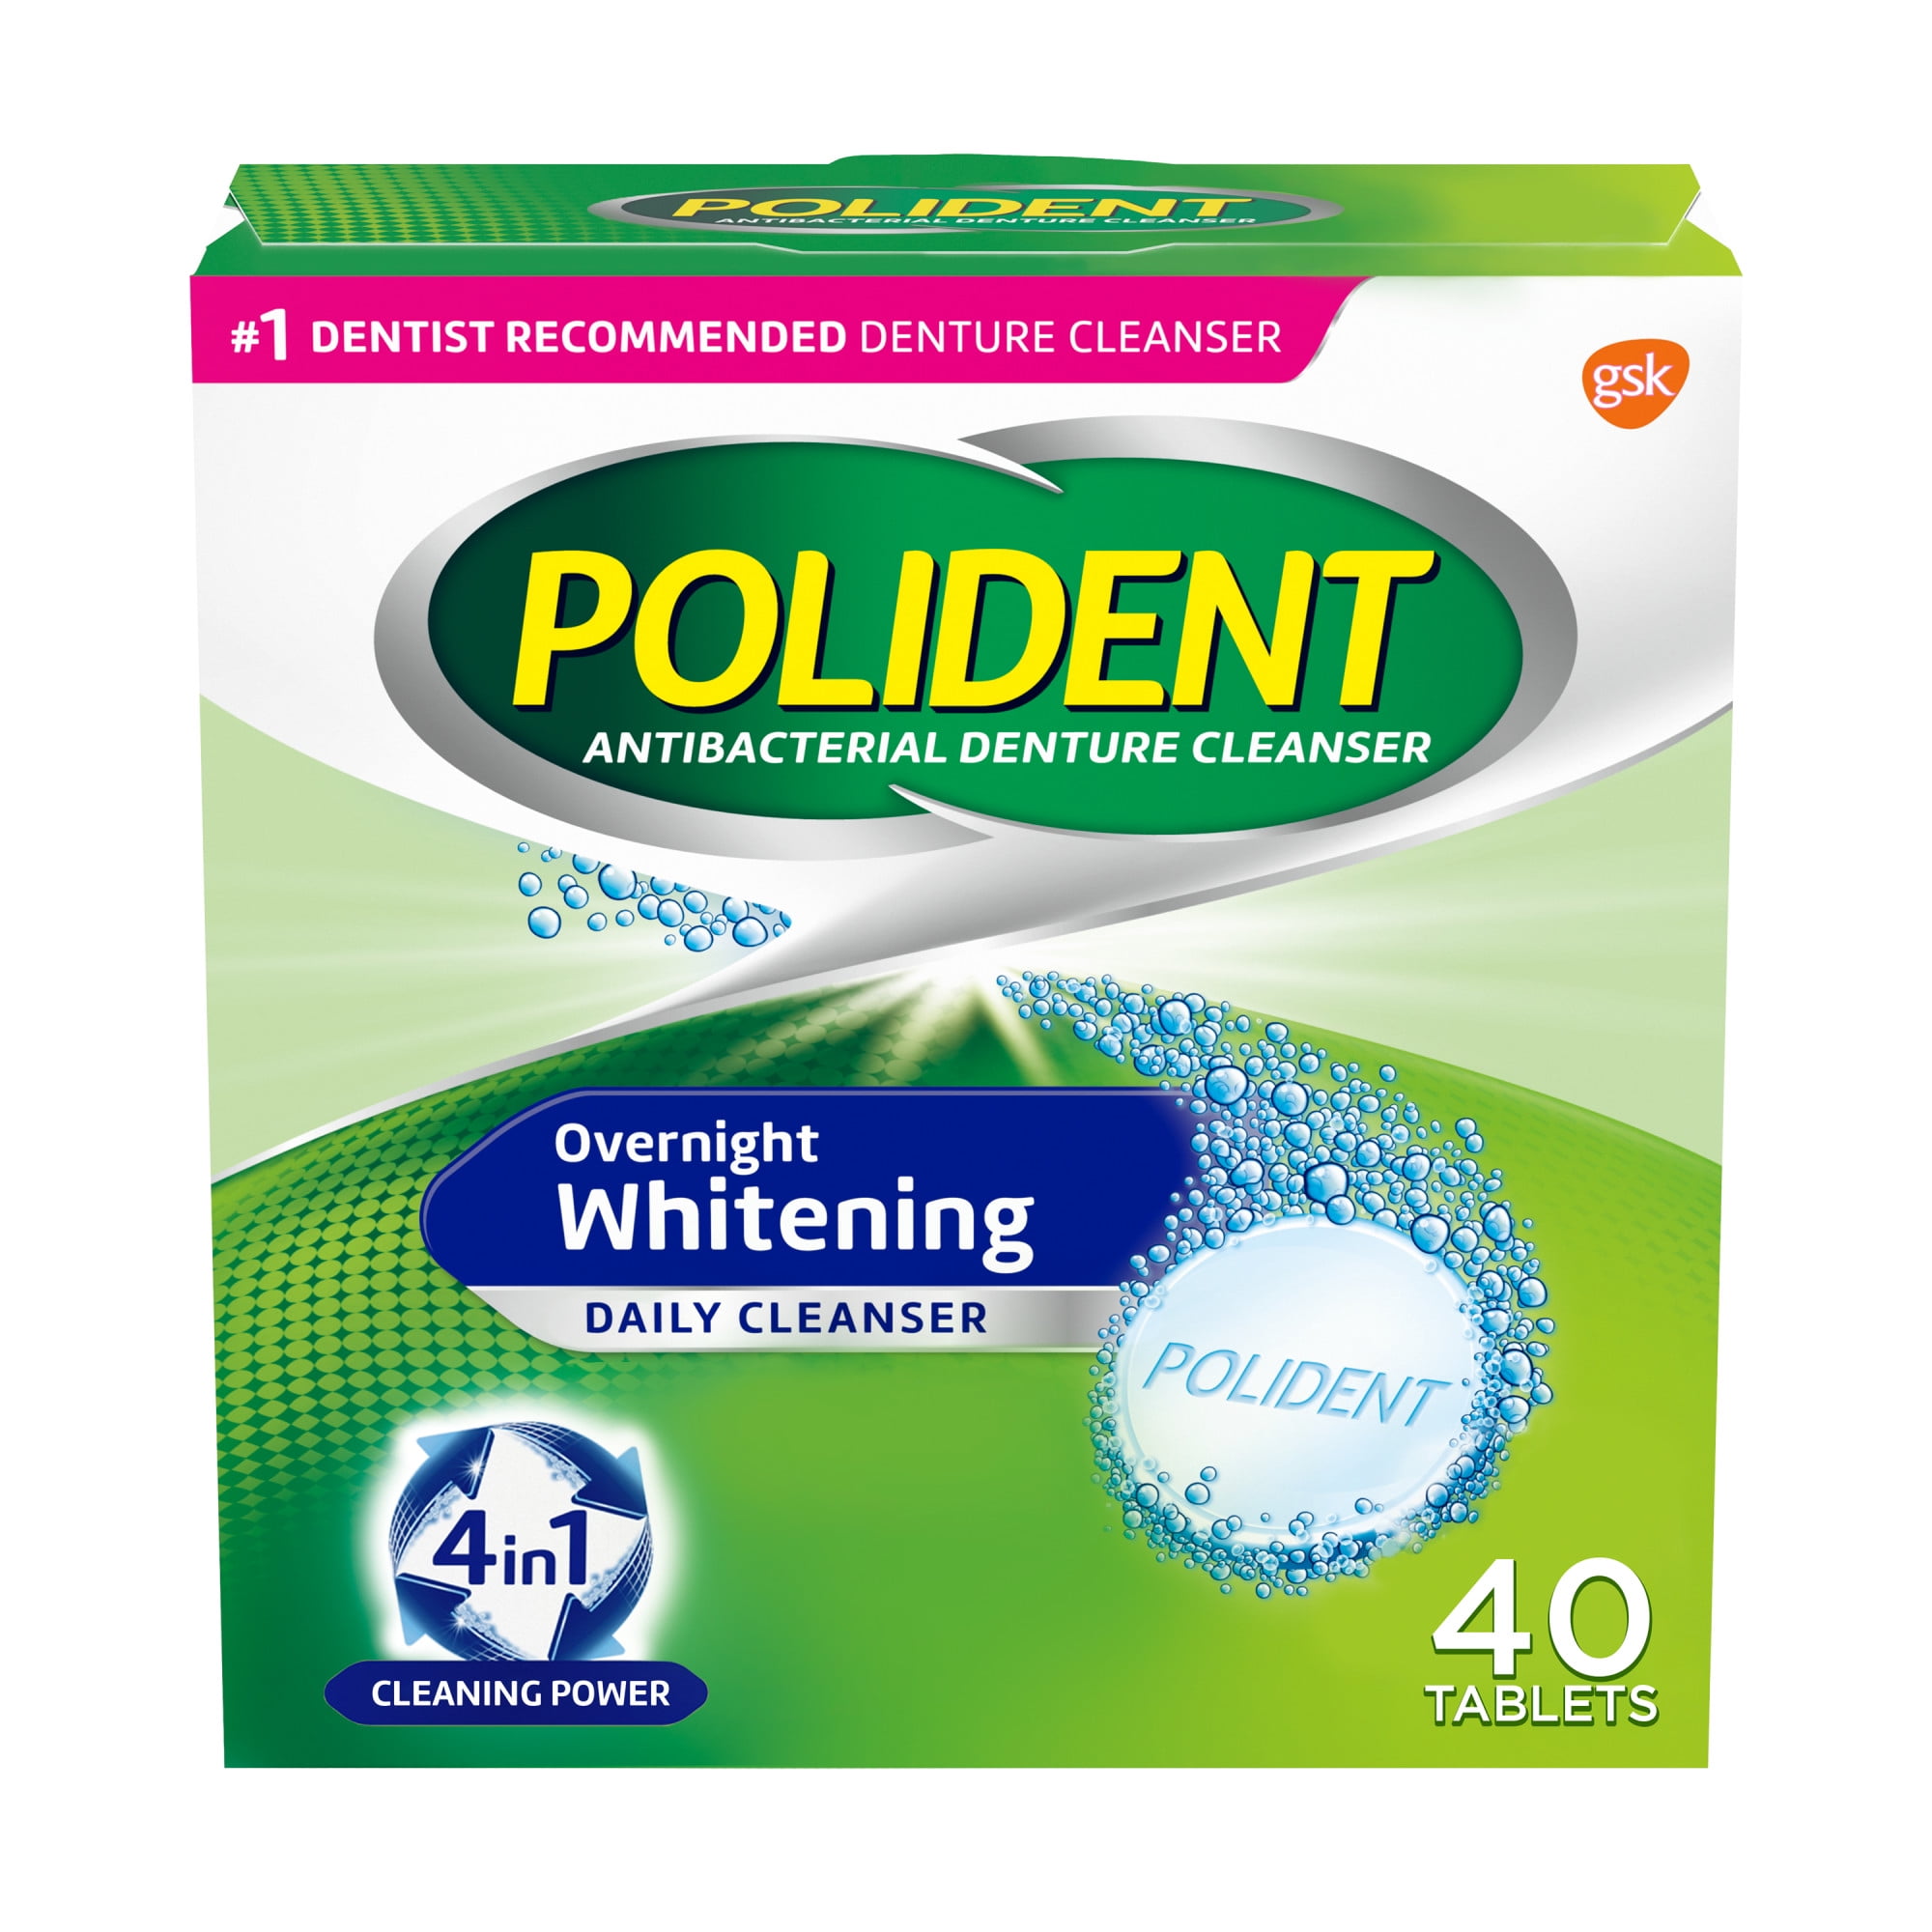 POLIDENT
ANTIBACTERIAL DENTURE CLEANSER
#1 DENTIST RECOMMENDED DENTURE CLEANSER
gsk
POLIDENT
ANTIBACTERIAL DENTURE CLEANSER
Overnight
Whitening
DAILY CLEANSER
POLIDENT
4in1
CLEANING POWER
40
TABLETS